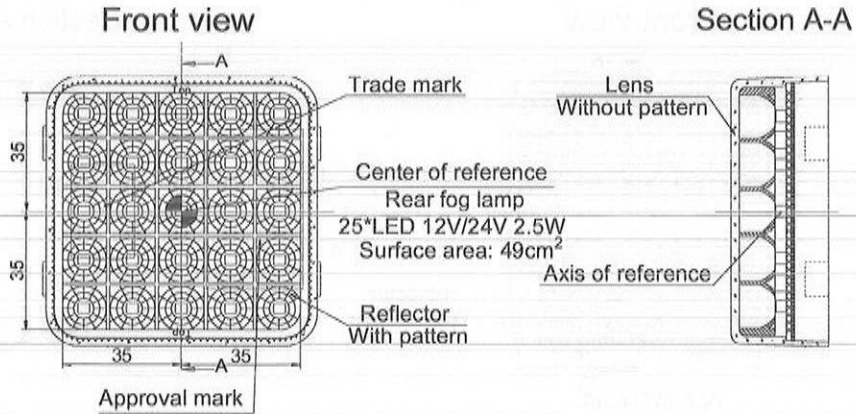 Front view
Section A-A
A
Top
Trade mark
Lens
Without pattern
35
Center of reference
Rear fog lamp
25*LED 12V/24V 2.5W
Surface area: 49cm²
35
Axis of reference
Reflector
With pattern
35
35
A
Approval mark